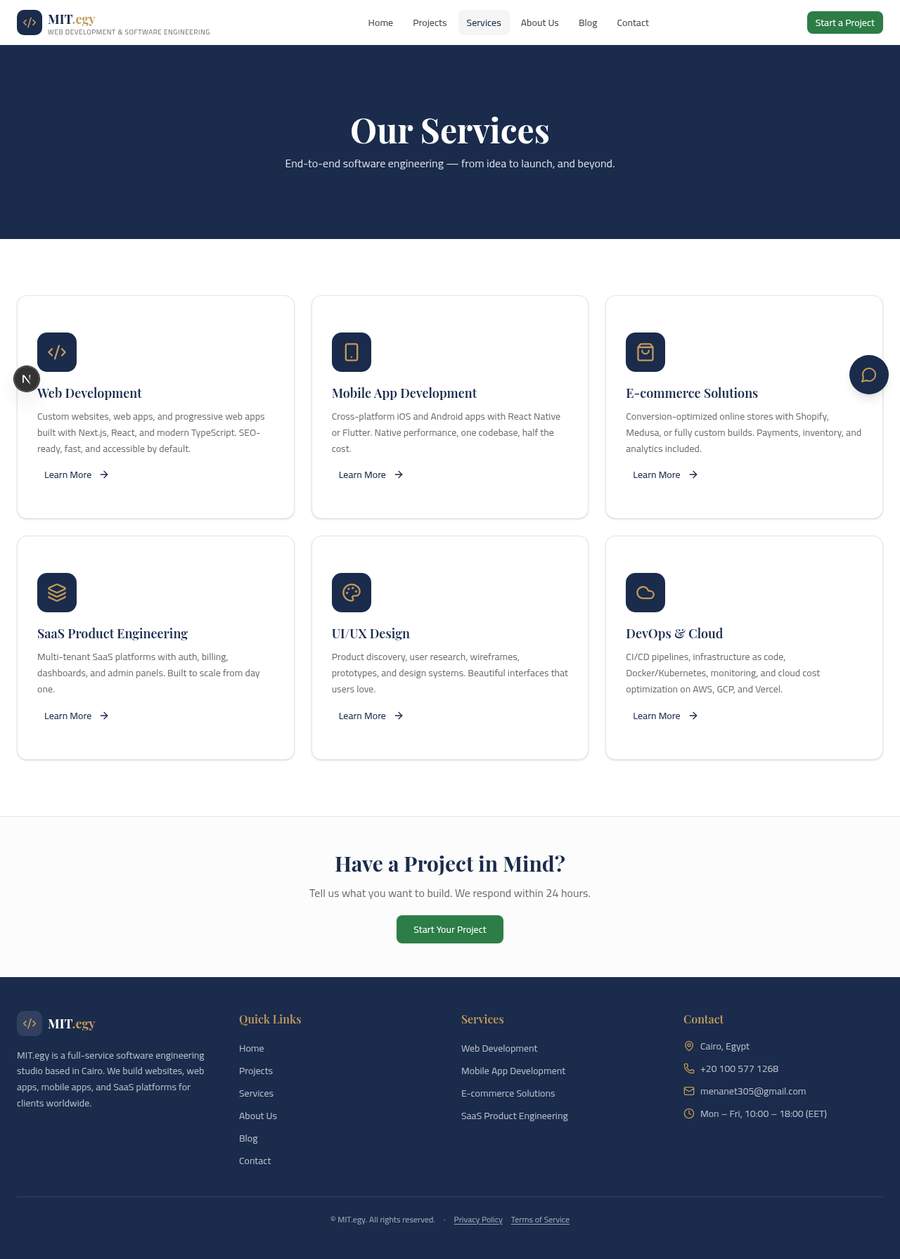 MIT.egy
WEB DEVELOPMENT & SOFTWARE ENGINEERING
Home
Projects
Services
About Us
Blog
Contact
Start a Project
Our Services
End-to-end software engineering — from idea to launch, and beyond.
N
Web Development
Custom websites, web apps, and progressive web apps
built with Next.js, React, and modern TypeScript. SEO-
ready, fast, and accessible by default.
Learn More
Mobile App Development
Cross-platform iOS and Android apps with React Native
or Flutter. Native performance, one codebase, half the
cost.
Learn More
E-commerce Solutions
Conversion-optimized online stores with Shopify,
Medusa, or fully custom builds. Payments, inventory, and
analytics included.
Learn More
SaaS Product Engineering
Multi-tenant SaaS platforms with auth, billing,
dashboards, and admin panels. Built to scale from day
one.
Learn More
UI/UX Design
Product discovery, user research, wireframes,
prototypes, and design systems. Beautiful interfaces that
users love.
Learn More
DevOps & Cloud
CI/CD pipelines, infrastructure as code,
Docker/Kubernetes, monitoring, and cloud cost
optimization on AWS, GCP, and Vercel.
Learn More
Have a Project in Mind?
Tell us what you want to build. We respond within 24 hours.
Start Your Project
MIT.egy
MIT.egy is a full-service software engineering
studio based in Cairo. We build websites, web
apps, mobile apps, and SaaS platforms for
clients worldwide.
Quick Links
Home
Projects
Services
About Us
Blog
Contact
Services
Web Development
Mobile App Development
E-commerce Solutions
SaaS Product Engineering
Contact
Cairo, Egypt
+20 100 577 1268
menanet305@gmail.com
Mon – Fri, 10:00 – 18:00 (EET)
© MIT.egy. All rights reserved. · Privacy Policy Terms of Service